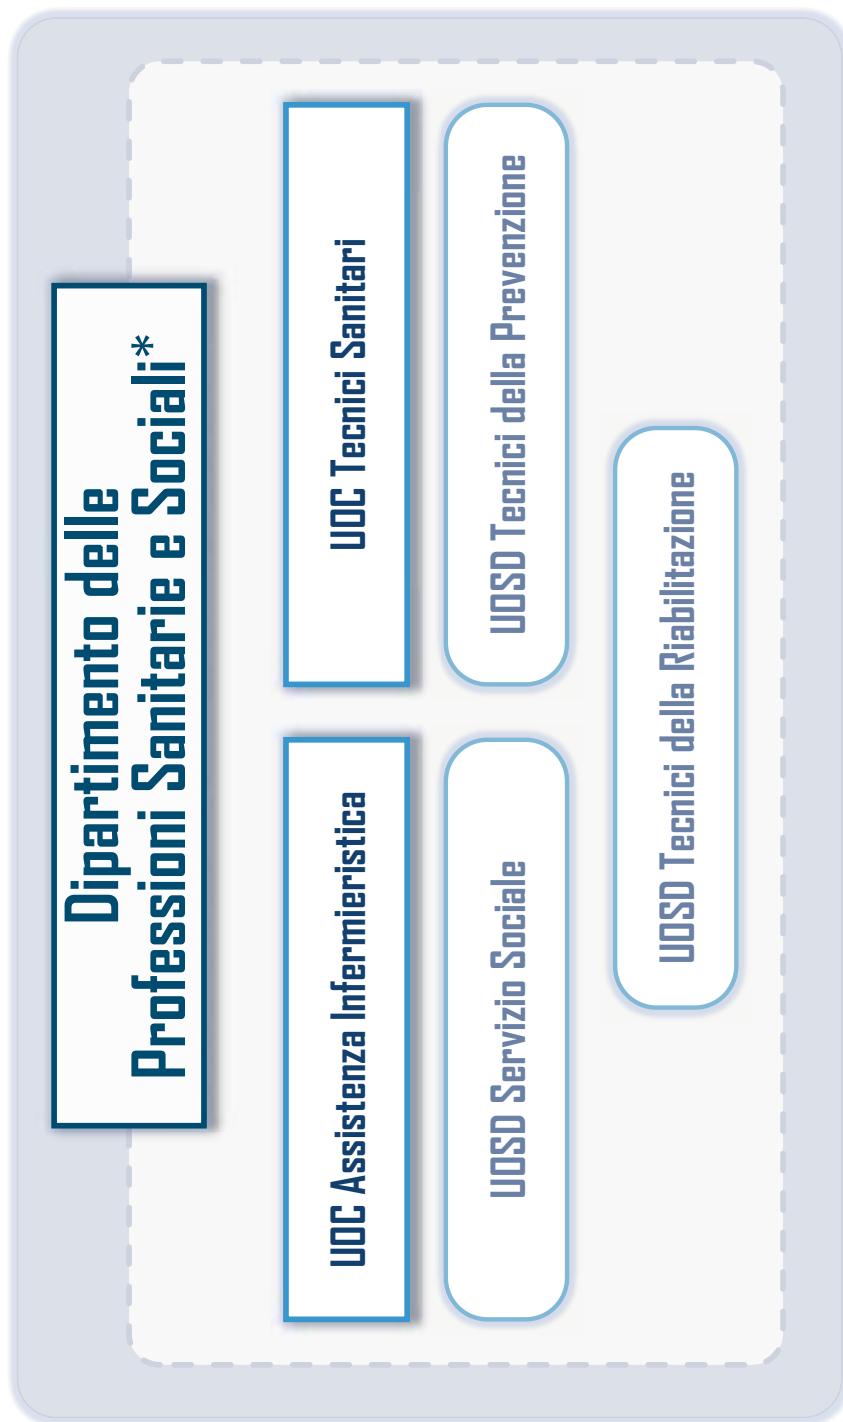 Dipartimento delle
Professioni Sanitarie e Sociali*
UOC Assistenza Infermieristica
UOC Tecnici Sanitari
UOSD Servizio Sociale
UOSD Tecnici della Prevenzione
UOSD Tecnici della Riabilitazione